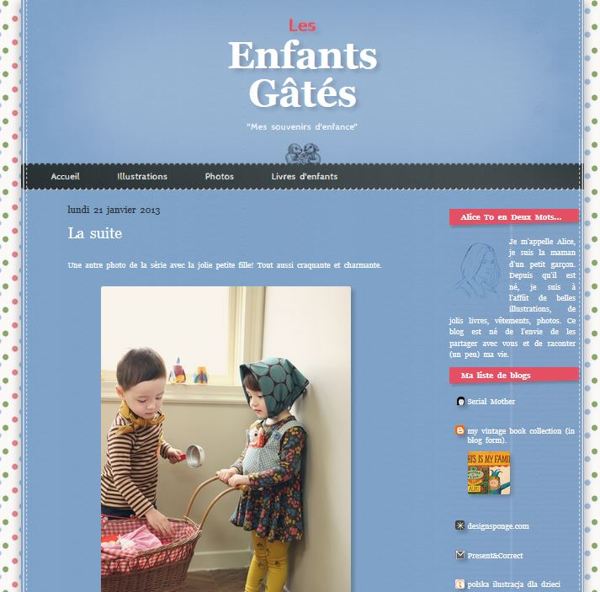 Les
Enfants
Gâtés
"Mes souvenirs d'enfance"
Accueil Illustrations Photos Livres d'enfants
lundi 21 janvier 2013
La suite
Une autre photo de la série avec la jolie petite fille! Tout aussi craquante et charmante.
Alice To en Deux Mots...
Je m'appelle Alice,
je suis la maman
d'un petit garçon.
Depuis qu'il est
né, je suis à
l'affût de belles
illustrations, de
jolis livres, vêtements, photos. Ce
blog est né de l'envie de les
partager avec vous et de raconter
(un peu) ma vie.
Ma liste de blogs
Serial Mother
my vintage book collection (in
blog form).
THIS IS MY FAMI
designsponge.com
Present&Correct
polska ilustracja dla dzieci